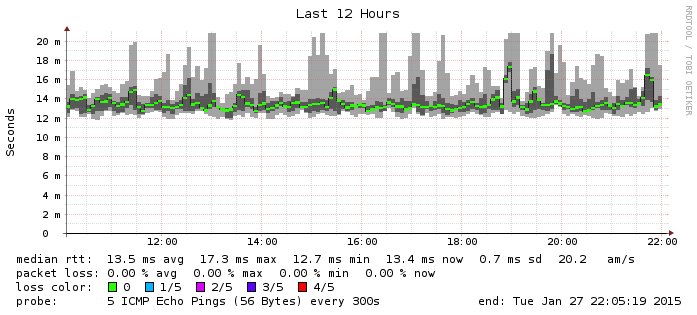 Last 12 Hours
RRDTOOL / TOBI OETIKER
Seconds
20 m
18 m
16 m
14 m
12 m
10 m
8 m
6 m
4 m
2 m
0
12:00 14:00 16:00 18:00 20:00 22:00
median rtt: 13.5 ms avg 17.3 ms max 12.7 ms min 13.4 ms now 0.7 ms sd 20.2 am/s
packet loss: 0.00 % avg 0.00 % max 0.00 % min 0.00 % now
loss color: 0 1/5 2/5 3/5 4/5
probe: 5 ICMP Echo Pings (56 Bytes) every 300s end: Tue Jan 27 22:05:19 2015